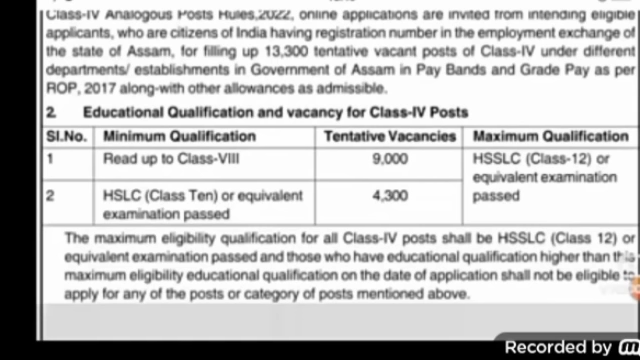 Class-IV Analogous Posts Rules,2022, online applications are invited from intending eligible
applicants, who are citizens of India having registration number in the employment exchange of
the state of Assam, for filling up 13,300 tentative vacant posts of Class-IV under different
departments/ establishments in Government of Assam in Pay Bands and Grade Pay as per
ROP, 2017 along-with other allowances as admissible.
2. Educational Qualification and vacancy for Class-IV Posts
Sl.No. Minimum Qualification Tentative Vacancies Maximum Qualification
1 Read up to Class-VIII 9,000 HSSLC (Class-12) or
equivalent examination
passed
2 HSLC (Class Ten) or equivalent 4,300
examination passed
The maximum eligibility qualification for all Class-IV posts shall be HSSLC (Class 12) or
equivalent examination passed and those who have educational qualification higher than this
maximum eligibility educational qualification on the date of application shall not be eligible to
apply for any of the posts or category of posts mentioned above.
Recorded by